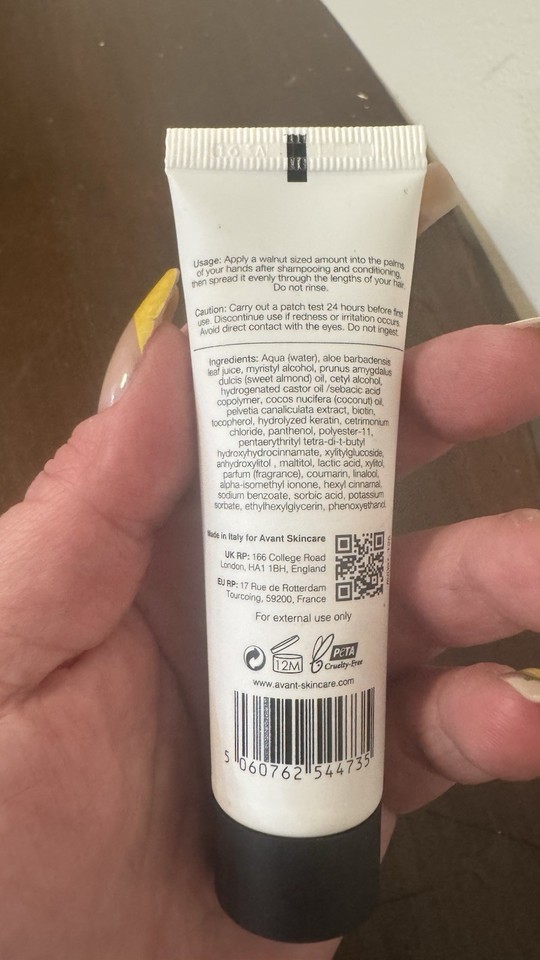 Usage: Apply a walnut sized amount into the palms
of your hands after shampooing and conditioning,
then spread it evenly through the lengths of your hair.
Do not rinse.
Caution: Carry out a patch test 24 hours before first
use. Discontinue use if redness or irritation occurs.
Avoid direct contact with the eyes. Do not ingest.
Ingredients: Aqua (water), aloe barbadensis
leaf juice, myristyl alcohol, prunus amygdalus
dulcis (sweet almond) oil, cetyl alcohol,
hydrogenated castor oil /sebacic acid
copolymer, cocos nucifera (coconut) oil,
pelvetia canaliculata extract, biotin,
tocopherol, hydrolyzed keratin, cetrimonium
chloride, panthenol, polyester-11,
pentaerythrityl tetra-di-t-butyl
hydroxyhydrocinnamate, xylitylglucoside,
anhydroxylitol , maltitol, lactic acid, xylitol,
parfum (fragrance), coumarin, linalool,
alpha-isomethyl ionone, hexyl cinnamal,
sodium benzoate, sorbic acid, potassium
sorbate, ethylhexylglycerin, phenoxyethanol.
Made in Italy for Avant Skincare
UK RP: 166 College Road
London, HA1 1BH, England
EU RP: 17 Rue de Rotterdam
Tourcoing, 59200, France
For external use only
12M
PETA
Cruelty-Free
www.avant-skincare.com
5 060762 544735